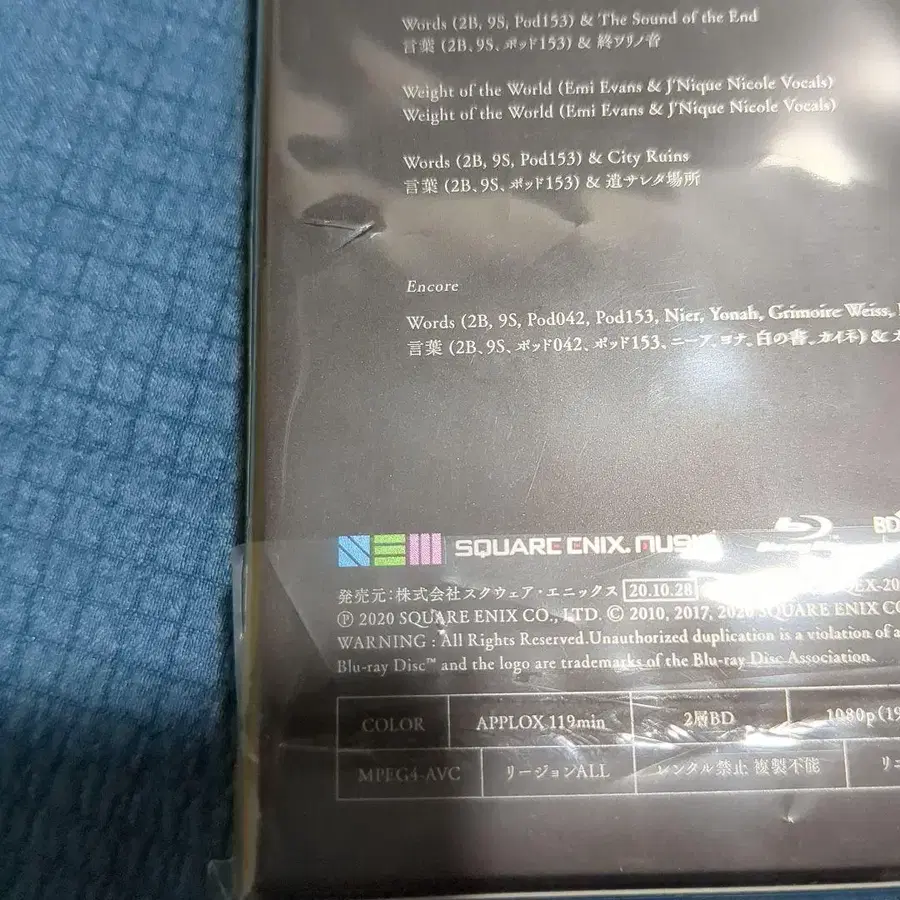 Words (2B, 9S, Pod153) & The Sound of the End
言葉 (2B、9S、ポッド153) & 終ワリノ音
Weight of the World (Emi Evans & J'Nique Nicole Vocals)
Weight of the World (Emi Evans & J'Nique Nicole Vocals)
Words (2B, 9S, Pod153) & City Ruins
言葉 (2B、9S、ポッド153) & 遺サレタ場所
Encore
Words (2B, 9S, Pod042, Pod153, Nier, Yonah, Grimoire Weiss,
言葉 (2B、9S、ポッド042、ポッド153、ニーア、ヨナ、白の書、カイネ) & カ
SEM SQUARE ENIX. MUSIC BD
発売元:株式会社スクウェア・エニックス 20.10.28 EX-20
Ⓟ 2020 SQUARE ENIX CO., LTD. © 2010, 2017, 2020 SQUARE ENIX CO
WARNING : All Rights Reserved.Unauthorized duplication is a violation of a
Blu-ray Disc™ and the logo are trademarks of the Blu-ray Disc Association.
COLOR APPLOX.119min 2層BD 1080p (19
MPEG4-AVC リージョンALL レンタル禁止 複製不能 リニ